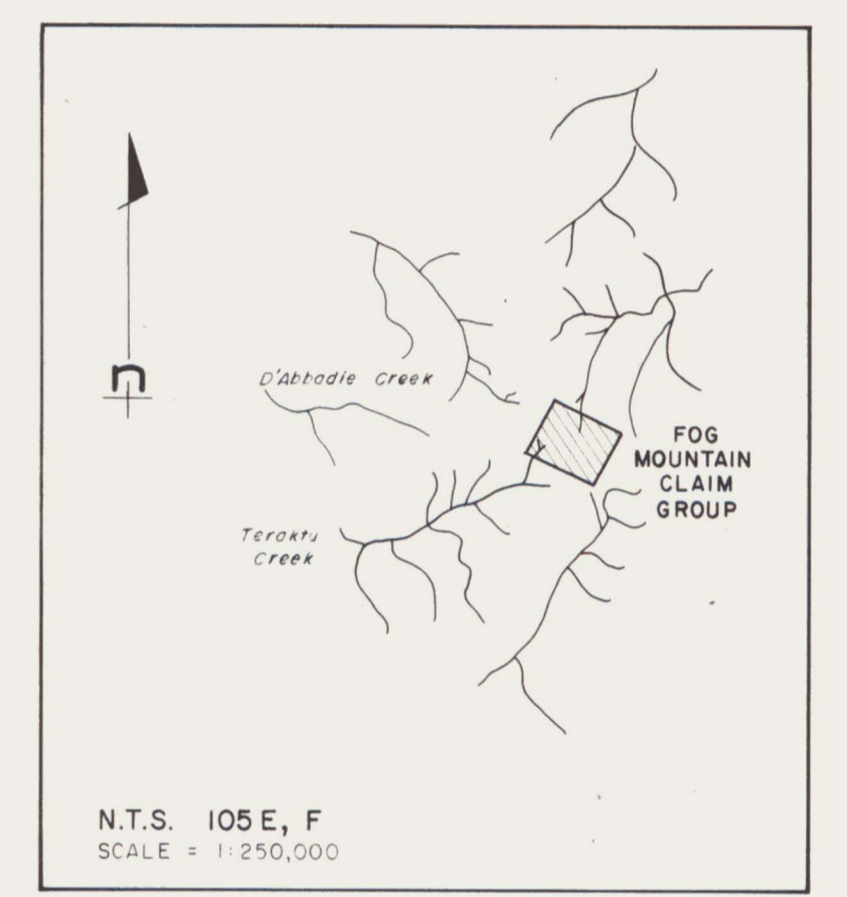 n
D'Abbadie Creek
FOG
MOUNTAIN
CLAIM
GROUP
Teraktu
Creek
N.T.S. 105 E, F
SCALE = 1:250,000